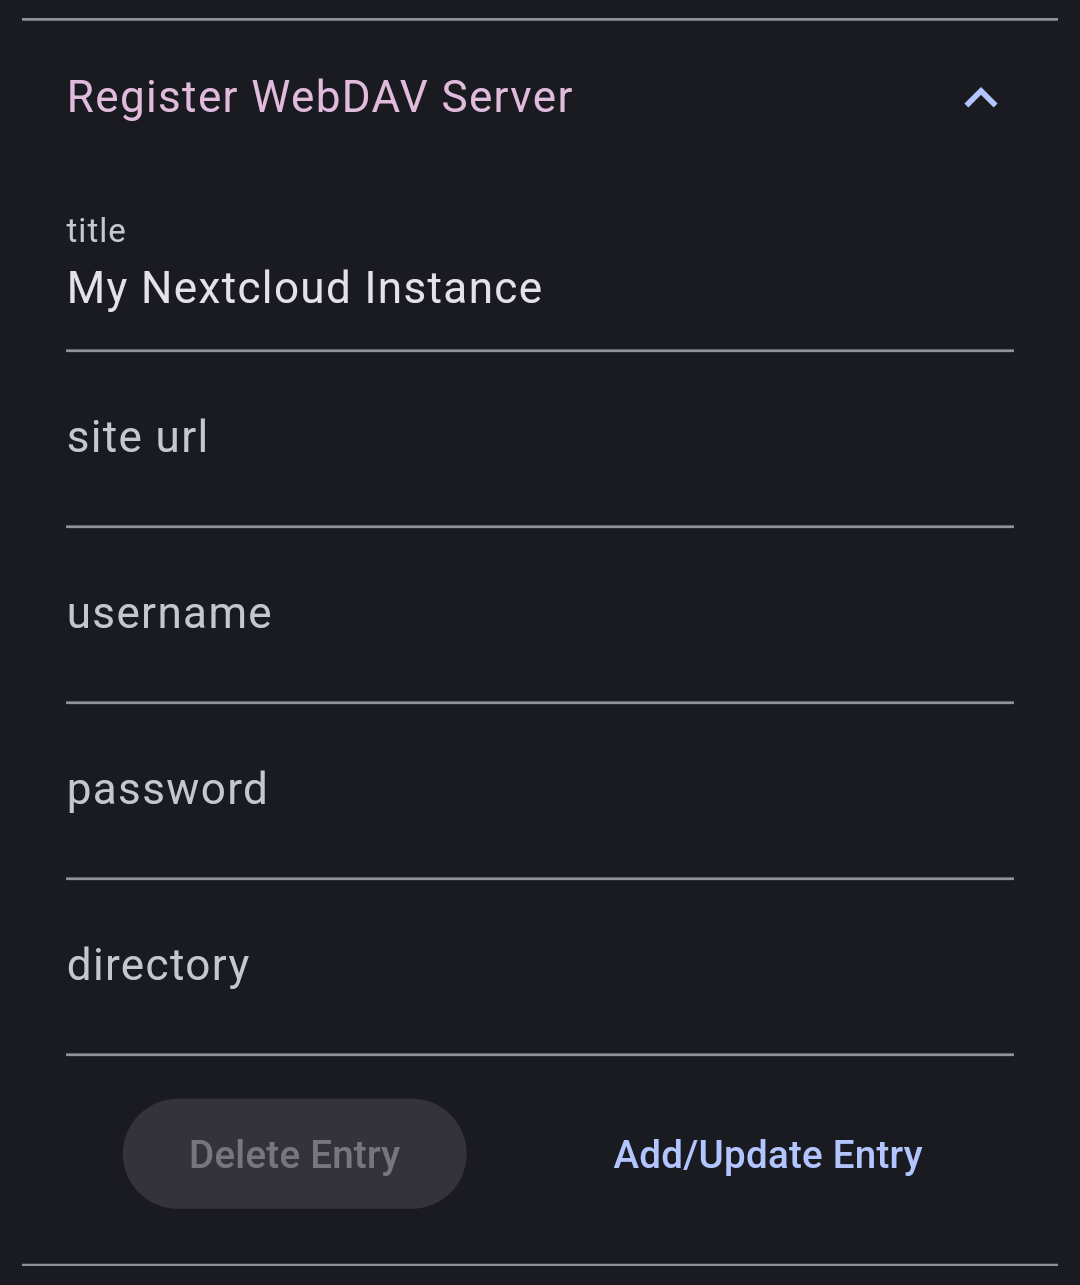 Register WebDAV Server
title
My Nextcloud Instance
site url
username
password
directory
Delete Entry
Add/Update Entry